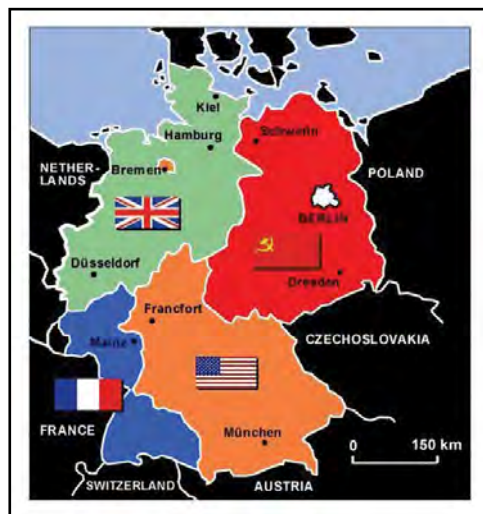 Kiel
Hamburg
Schwerin
NETHER-
LANDS
Bremen
POLAND
BERLIN
Düsseldorf
Dresden
Francfort
CZECHOSLOVAKIA
Mainz
FRANCE
München
0 150 km
SWITZERLAND
AUSTRIA